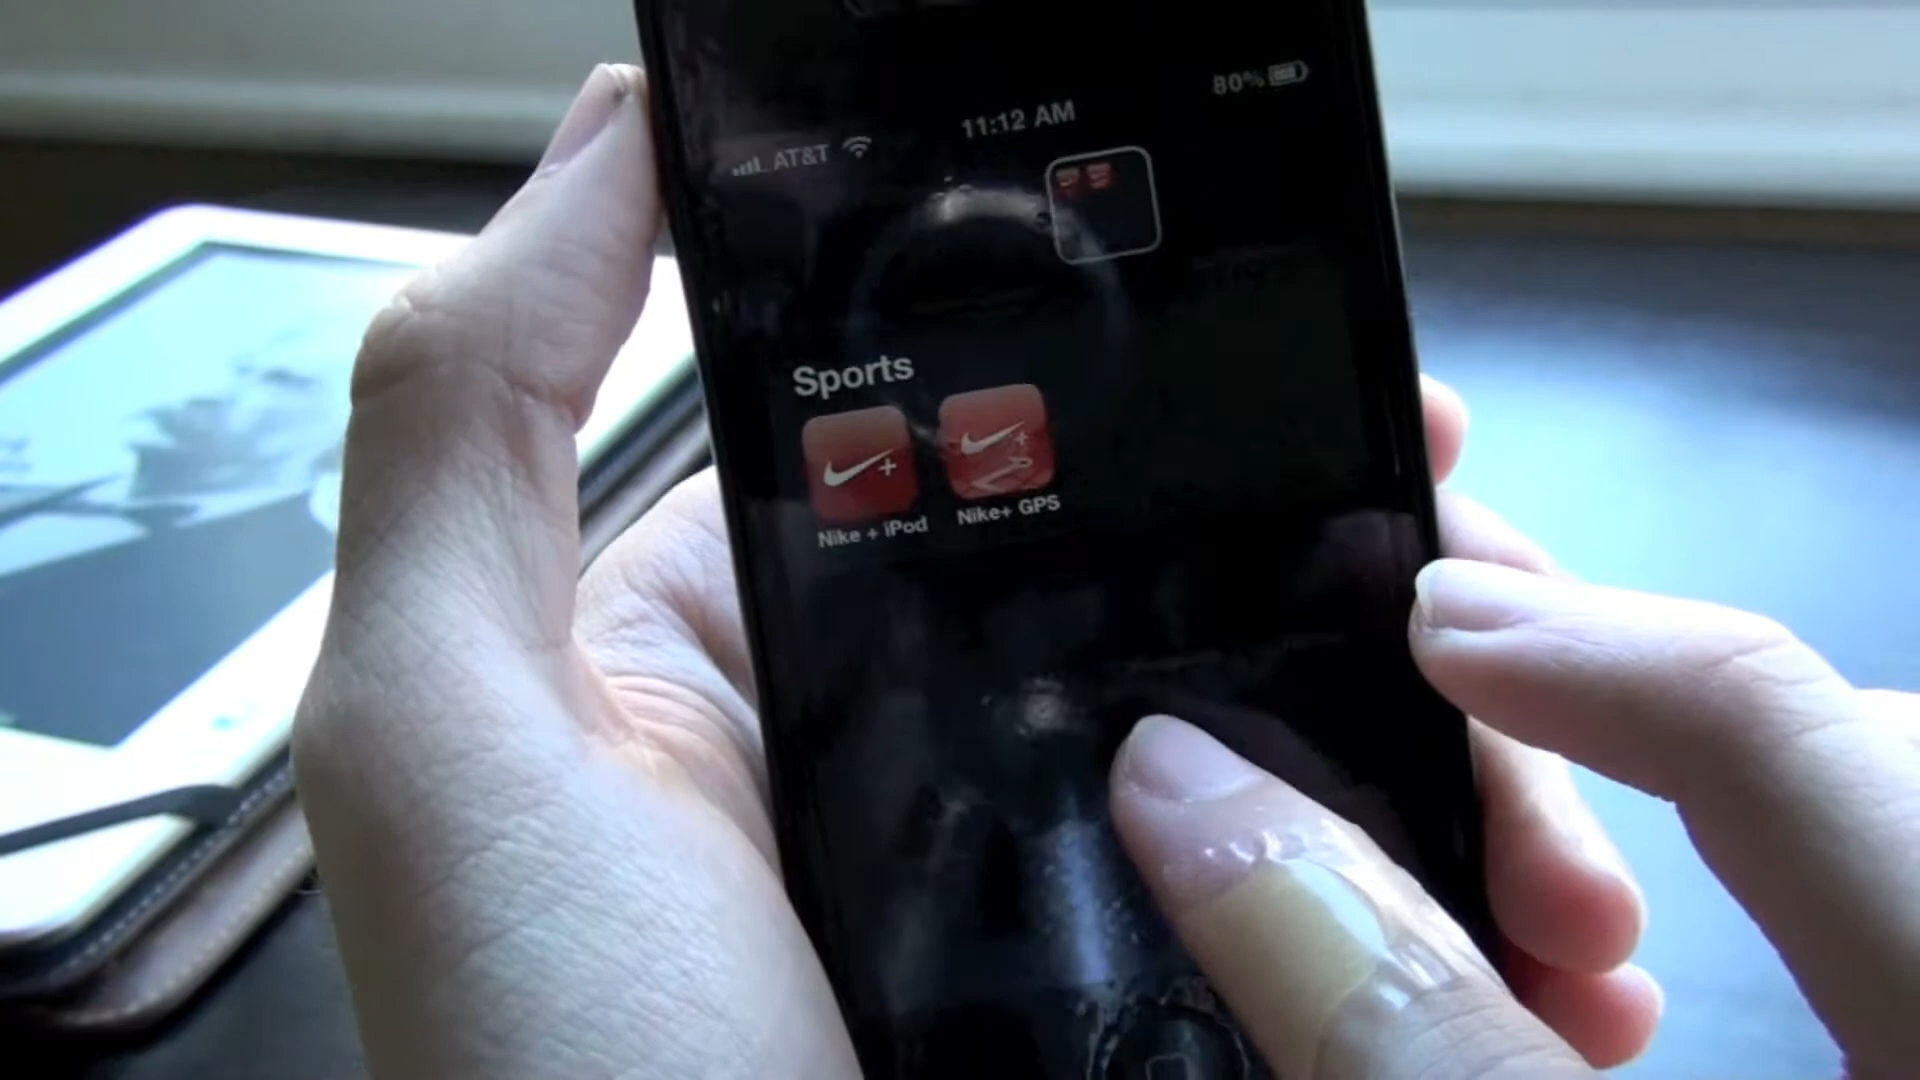 AT&T
11:12 AM
80%
Sports
Nike + iPod
Nike+ GPS